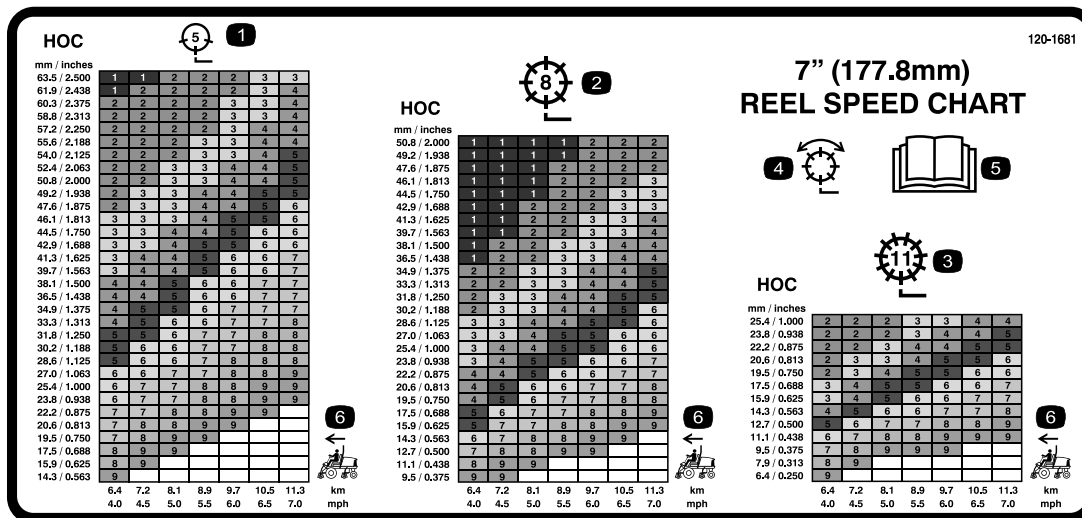 120-1681
7” (177.8mm)
REEL SPEED CHART
4
5
HOC
5
1
mm / inches
63.5 / 2.500 1 1 2 2 2 3 3
61.9 / 2.438 1 2 2 2 2 3 4
60.3 / 2.375 2 2 2 2 3 3 4
58.8 / 2.313 2 2 2 2 3 3 4
57.2 / 2.250 2 2 2 2 3 4 4
55.6 / 2.188 2 2 2 3 3 4 4
54.0 / 2.125 2 2 2 3 3 4 5
52.4 / 2.063 2 2 3 3 4 4 5
50.8 / 2.000 2 2 3 3 4 4 5
49.2 / 1.938 2 3 3 4 4 5 5
47.6 / 1.875 2 3 3 4 4 5 6
46.1 / 1.813 3 3 3 4 5 5 6
44.5 / 1.750 3 3 4 4 5 6 6
42.9 / 1.688 3 3 4 5 5 6 6
41.3 / 1.625 3 4 4 5 6 6 7
39.7 / 1.563 3 4 4 5 6 6 7
38.1 / 1.500 4 4 5 6 6 7 7
36.5 / 1.438 4 4 5 6 6 7 7
34.9 / 1.375 4 5 5 6 7 7 7
33.3 / 1.313 4 5 6 6 7 7 8
31.8 / 1.250 5 5 6 6 7 8 8
30.2 / 1.188 5 6 6 7 7 8 8
28.6 / 1.125 5 6 6 7 8 8 8
27.0 / 1.063 6 6 7 7 8 8 9
25.4 / 1.000 6 7 7 8 8 9 9
23.8 / 0.938 6 7 7 8 8 9 9
22.2 / 0.875 7 7 8 8 9 9
20.6 / 0.813 7 8 8 9 9
19.5 / 0.750 7 8 9 9
17.5 / 0.688 8 9 9
15.9 / 0.625 8 9
14.3 / 0.563 9
6.4 7.2 8.1 8.9 9.7 10.5 11.3 km
4.0 4.5 5.0 5.5 6.0 6.5 7.0 mph
6
HOC
8
2
mm / inches
50.8 / 2.000 1 1 1 1 2 2 2
49.2 / 1.938 1 1 1 1 2 2 2
47.6 / 1.875 1 1 1 2 2 2 2
46.1 / 1.813 1 1 1 2 2 2 3
44.5 / 1.750 1 1 1 2 2 3 3
42.9 / 1.688 1 1 2 2 2 3 3
41.3 / 1.625 1 1 2 2 2 3 4
39.7 / 1.563 1 1 2 2 3 3 4
38.1 / 1.500 1 2 2 3 3 4 4
36.5 / 1.438 1 2 2 3 3 4 4
34.9 / 1.375 2 2 3 3 4 4 5
33.3 / 1.313 2 2 3 3 4 4 5
31.8 / 1.250 2 3 3 4 4 5 5
30.2 / 1.188 2 3 3 4 4 5 6
28.6 / 1.125 3 3 4 4 5 5 6
27.0 / 1.063 3 3 4 5 5 6 6
25.4 / 1.000 3 4 4 5 5 6 6
23.8 / 0.938 3 4 5 5 6 6 7
22.2 / 0.875 4 4 5 6 6 7 7
20.6 / 0.813 4 5 6 6 7 7 8
19.5 / 0.750 4 5 6 7 7 8 8
17.5 / 0.688 5 6 7 7 8 8 9
15.9 / 0.625 5 7 7 8 8 9 9
14.3 / 0.563 6 7 8 8 9 9
12.7 / 0.500 7 8 8 9 9
11.1 / 0.438 8 9 9
9.5 / 0.375 9 9
6.4 7.2 8.1 8.9 9.7 10.5 11.3 km
4.0 4.5 5.0 5.5 6.0 6.5 7.0 mph
6
HOC
11
3
mm / inches
25.4 / 1.000 2 2 2 3 3 4 4
23.8 / 0.938 2 2 3 3 4 4 5
22.2 / 0.875 2 2 3 4 4 5 5
20.6 / 0.813 2 3 3 4 5 5 6
19.5 / 0.750 2 3 4 5 5 6 6
17.5 / 0.688 3 4 5 5 6 6 7
15.9 / 0.625 3 4 5 6 6 7 7
14.3 / 0.563 4 5 6 6 7 7 8
12.7 / 0.500 5 6 6 7 8 8 9
11.1 / 0.438 6 7 7 8 8 9 9
9.5 / 0.375 7 8 8 9 9
7.9 / 0.313 8 9
6.4 / 0.250 9
6.4 7.2 8.1 8.9 9.7 10.5 11.3 km
4.0 4.5 5.0 5.5 6.0 6.5 7.0 mph
6